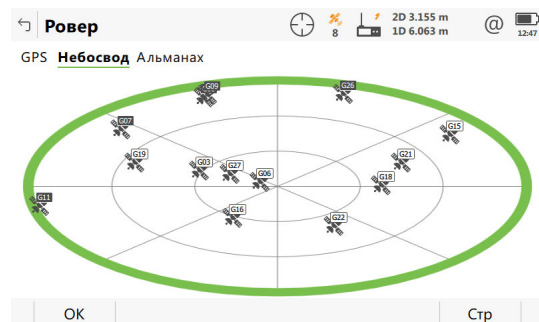 Ровер
8
2D 3.155 m
1D 6.063 m
@
12:47
GPS Небосвод Альманах
G09
G26
G07
G15
G19
G03
G27
G06
G21
G18
G11
G16
G22
ОК
Стр